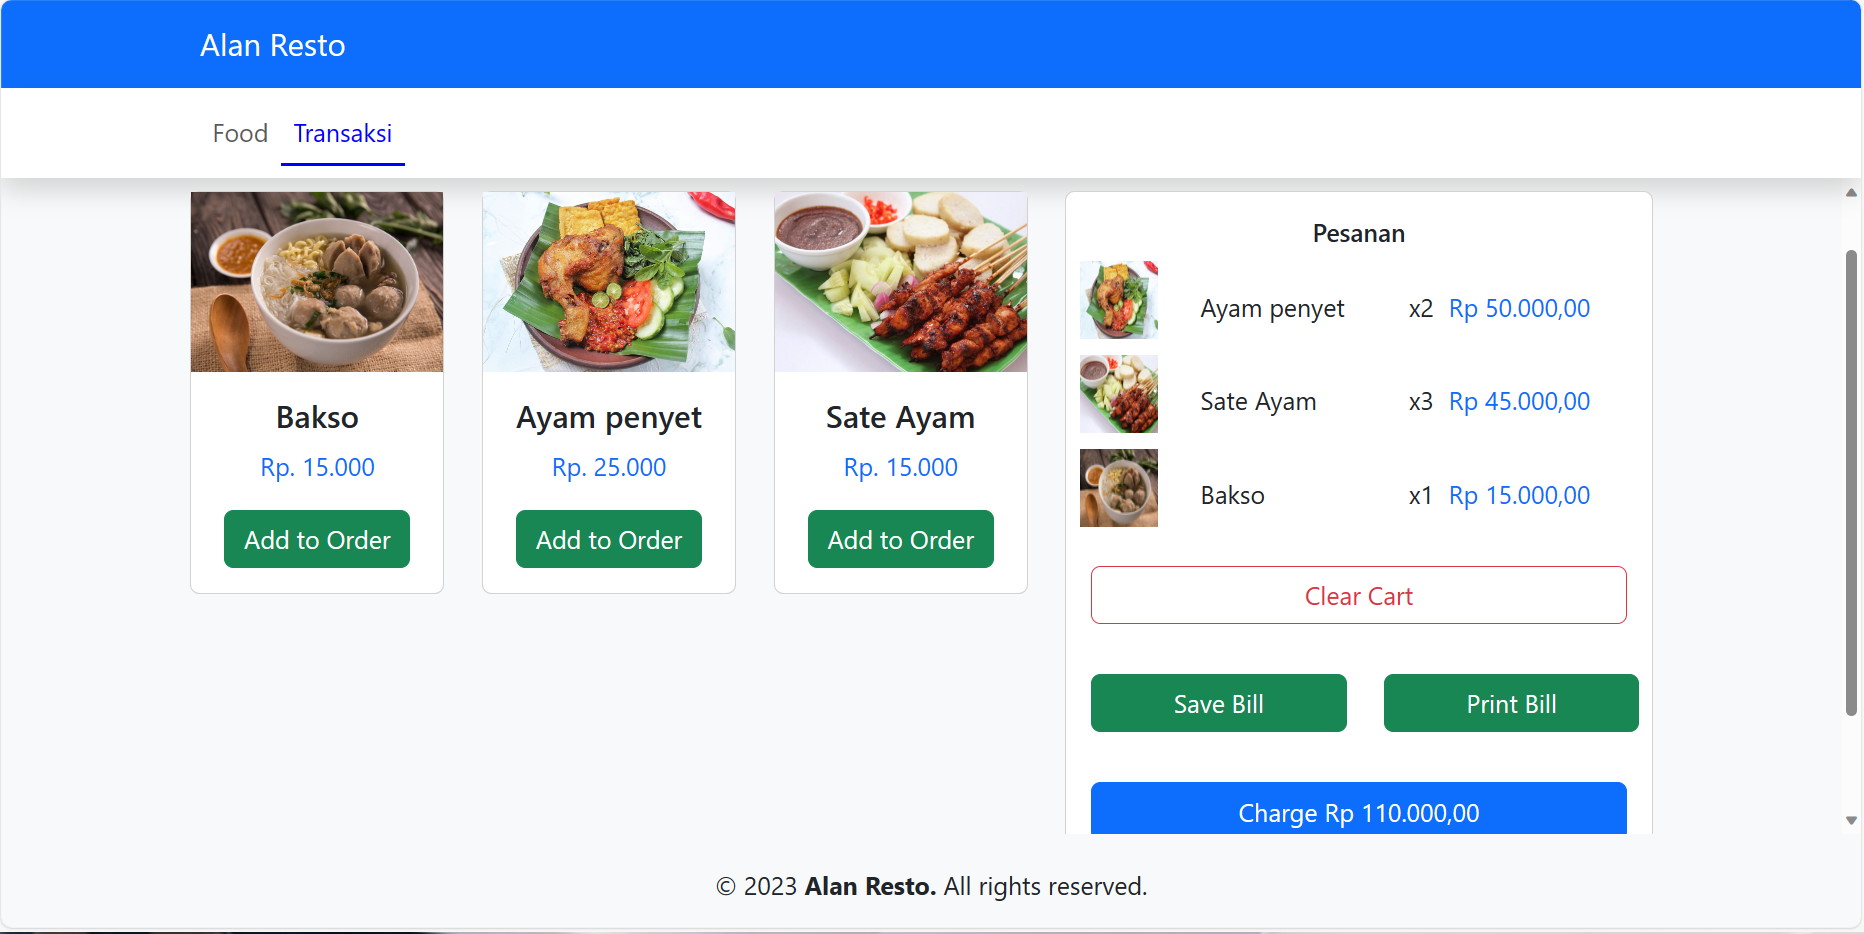 Alan Resto
Food Transaksi
Bakso
Rp. 15.000
Add to Order
Ayam penyet
Rp. 25.000
Add to Order
Sate Ayam
Rp. 15.000
Add to Order
Pesanan
Ayam penyet x2 Rp 50.000,00
Sate Ayam x3 Rp 45.000,00
Bakso x1 Rp 15.000,00
Clear Cart
Save Bill Print Bill
Charge Rp 110.000,00
© 2023 Alan Resto. All rights reserved.